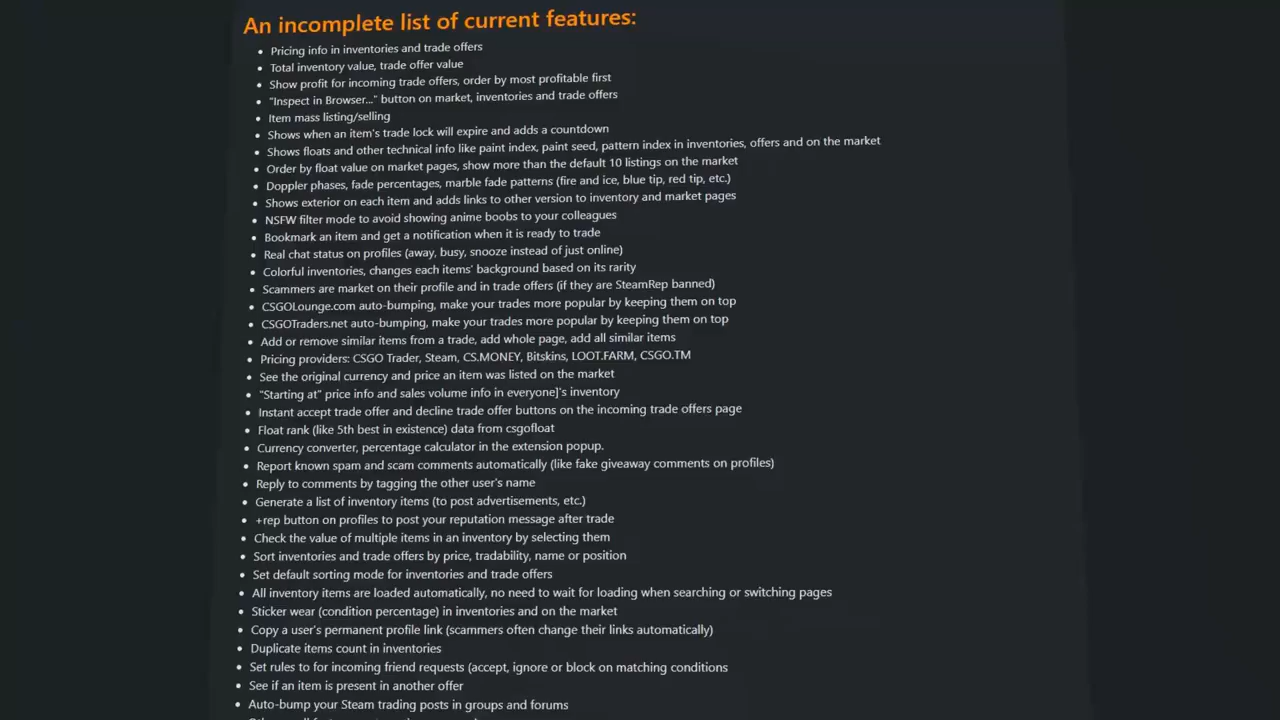 An incomplete list of current features:
• Pricing info in inventories and trade offers
• Total inventory value, trade offer value
• Show profit for incoming trade offers, order by most profitable first
• "Inspect in Browser..." button on market, inventories and trade offers
• Item mass listing/selling
• Shows when an item's trade lock will expire and adds a countdown
• Shows floats and other technical info like paint index, paint seed, pattern index in inventories, offers and on the market
• Order by float value on market pages, show more than the default 10 listings on the market
• Doppler phases, fade percentages, marble fade patterns (fire and ice, blue tip, red tip, etc.)
• Shows exterior on each item and adds links to other version to inventory and market pages
• NSFW filter mode to avoid showing anime boobs to your colleagues
• Bookmark an item and get a notification when it is ready to trade
• Real chat status on profiles (away, busy, snooze instead of just online)
• Colorful inventories, changes each items' background based on its rarity
• Scammers are market on their profile and in trade offers (if they are SteamRep banned)
• CSGOLounge.com auto-bumping, make your trades more popular by keeping them on top
• CSGOTraders.net auto-bumping, make your trades more popular by keeping them on top
• Add or remove similar items from a trade, add whole page, add all similar items
• Pricing providers: CSGO Trader, Steam, CS.MONEY, Bitskins, LOOT.FARM, CSGO.TM
• See the original currency and price an item was listed on the market
• "Starting at" price info and sales volume info in everyone]'s inventory
• Instant accept trade offer and decline trade offer buttons on the incoming trade offers page
• Float rank (like 5th best in existence) data from csgofloat
• Currency converter, percentage calculator in the extension popup.
• Report known spam and scam comments automatically (like fake giveaway comments on profiles)
• Reply to comments by tagging the other user's name
• Generate a list of inventory items (to post advertisements, etc.)
• +rep button on profiles to post your reputation message after trade
• Check the value of multiple items in an inventory by selecting them
• Sort inventories and trade offers by price, tradability, name or position
• Set default sorting mode for inventories and trade offers
• All inventory items are loaded automatically, no need to wait for loading when searching or switching pages
• Sticker wear (condition percentage) in inventories and on the market
• Copy a user's permanent profile link (scammers often change their links automatically)
• Duplicate items count in inventories
• Set rules to for incoming friend requests (accept, ignore or block on matching conditions
• See if an item is present in another offer
• Auto-bump your Steam trading posts in groups and forums